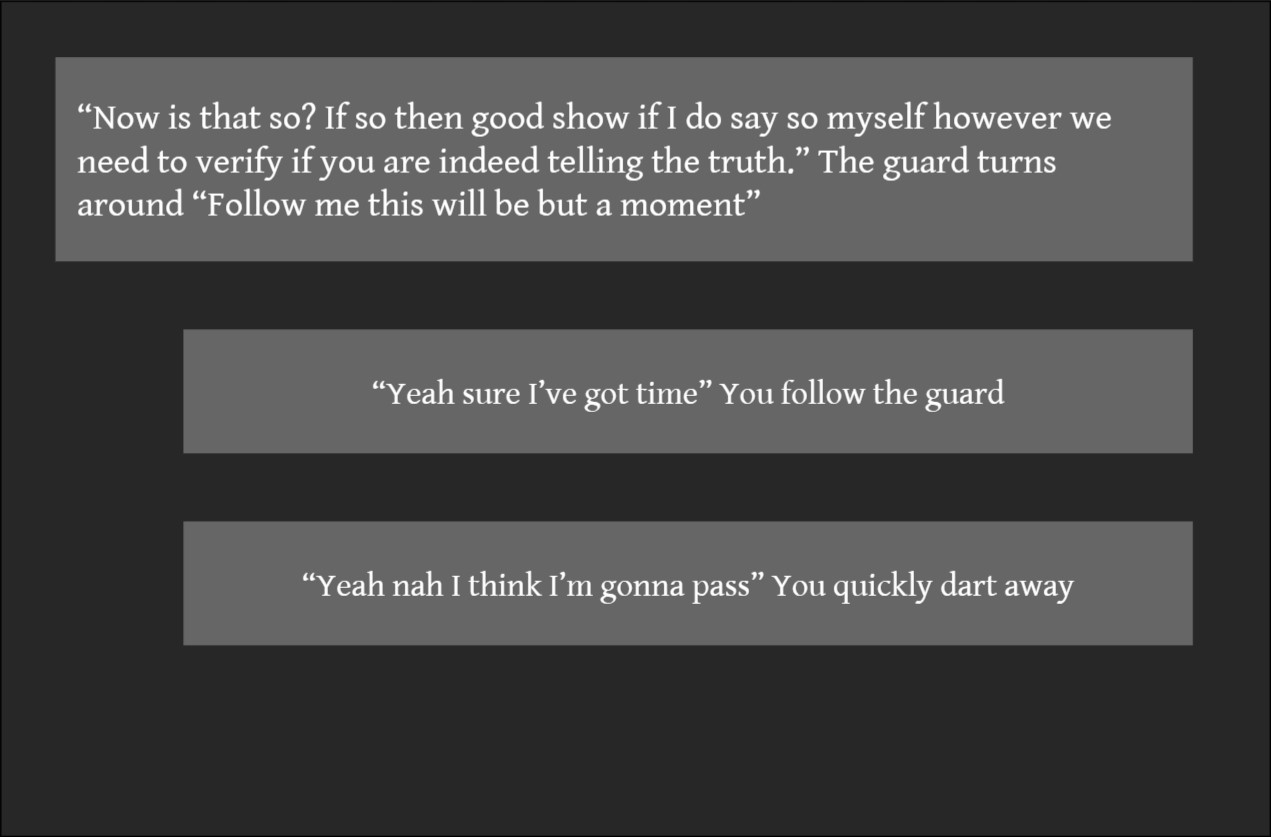 “Now is that so? If so then good show if I do say so myself however we
need to verify if you are indeed telling the truth.” The guard turns
around “Follow me this will be but a moment”
“Yeah sure I’ve got time” You follow the guard
“Yeah nah I think I’m gonna pass” You quickly dart away